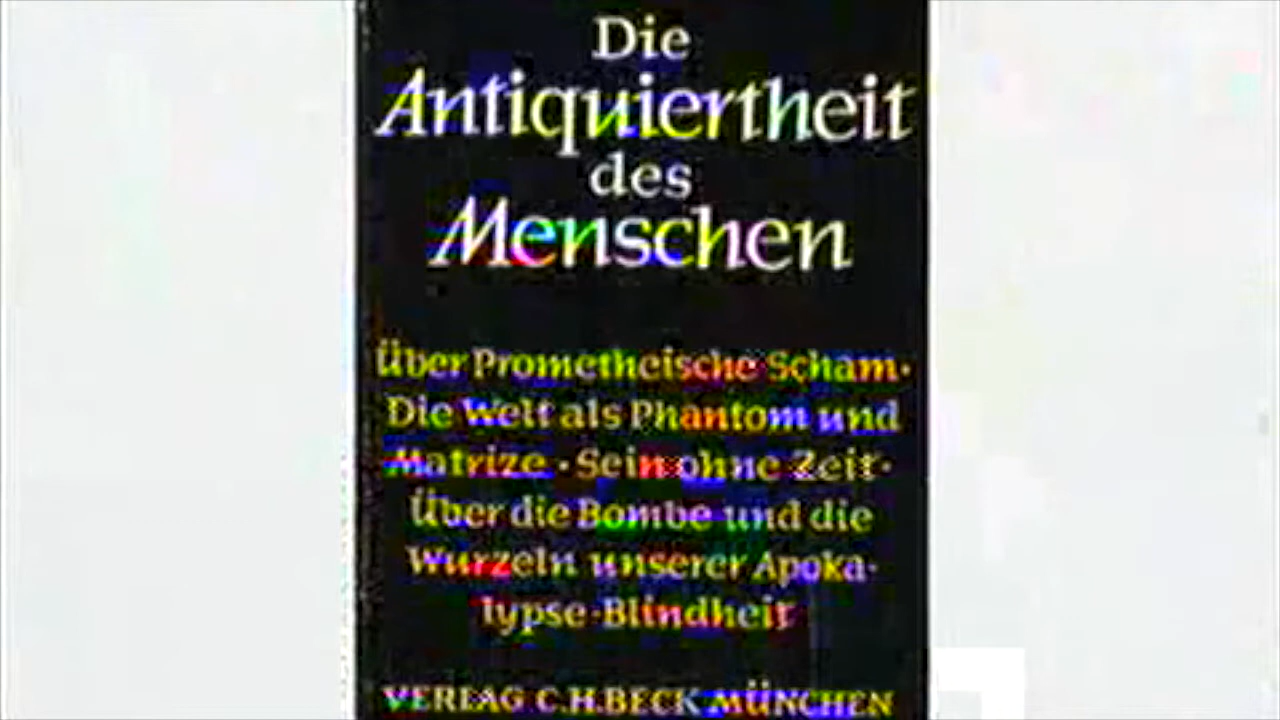 Die
Antiquiertheit
des
Menschen
Über Prometheische Scham·
Die Welt als Phantom und
Matrize · Sein ohne Zeit·
Über die Bombe und die
Wurzeln unserer Apoka-
lypse-Blindheit
VERLAG C.H.BECK MÜNCHEN